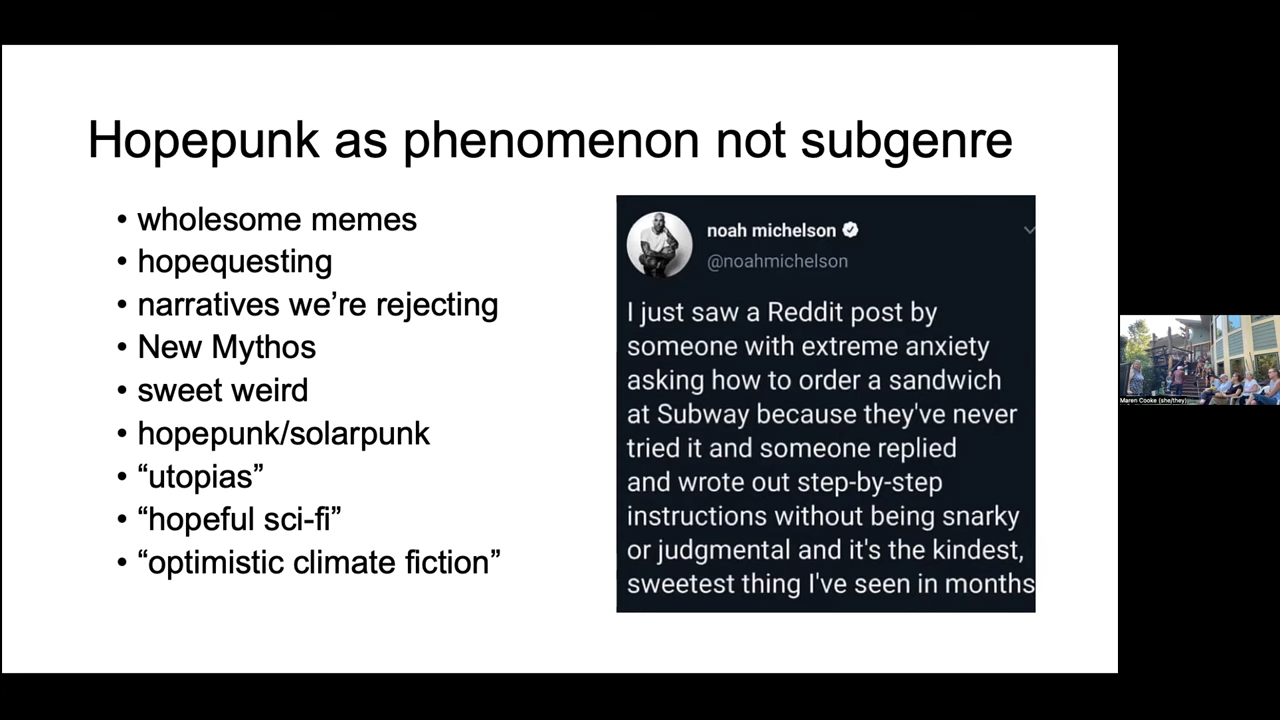 Hopepunk as phenomenon not subgenre
• wholesome memes
• hopequesting
• narratives we’re rejecting
• New Mythos
• sweet weird
• hopepunk/solarpunk
• “utopias”
• “hopeful sci-fi”
• “optimistic climate fiction”
noah michelson
@noahmichelson
I just saw a Reddit post by
someone with extreme anxiety
asking how to order a sandwich
at Subway because they've never
tried it and someone replied
and wrote out step-by-step
instructions without being snarky
or judgmental and it's the kindest,
sweetest thing I've seen in months
Maren Cooke (she/they)